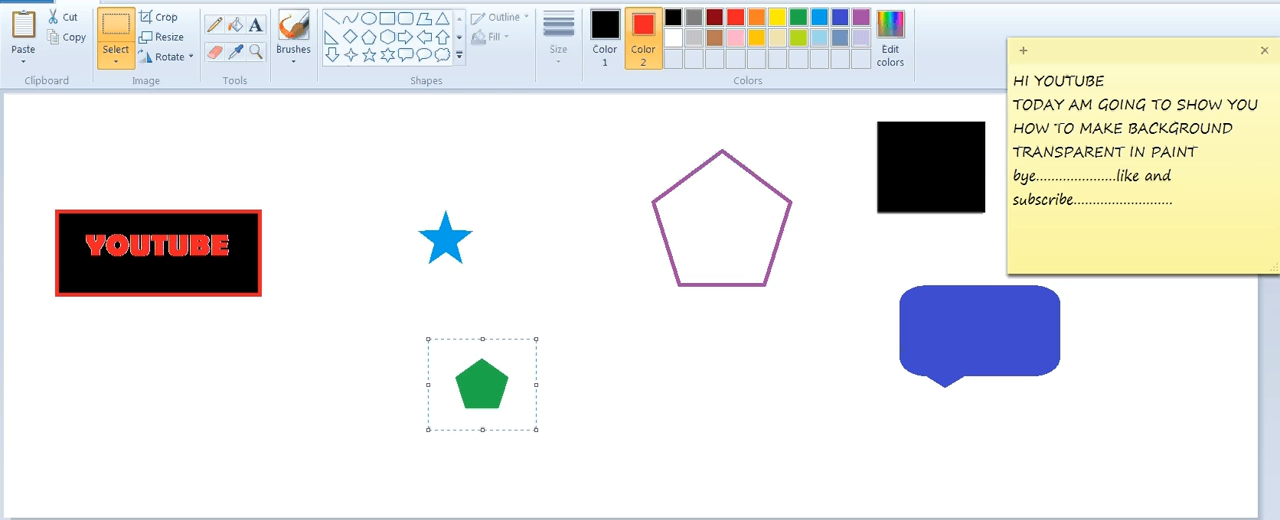 Paste
Cut
Copy
Clipboard
Select
Crop
Resize
Rotate
Image
A
Tools
Brushes
Shapes
Outline
Fill
Size
Color
1
Color
2
Edit
colors
Colors
HI YOUTUBE
TODAY AM GOING TO SHOW YOU
HOW TO MAKE BACKGROUND
TRANSPARENT IN PAINT
bye.....................like and
subscribe..........................
YOUTUBE